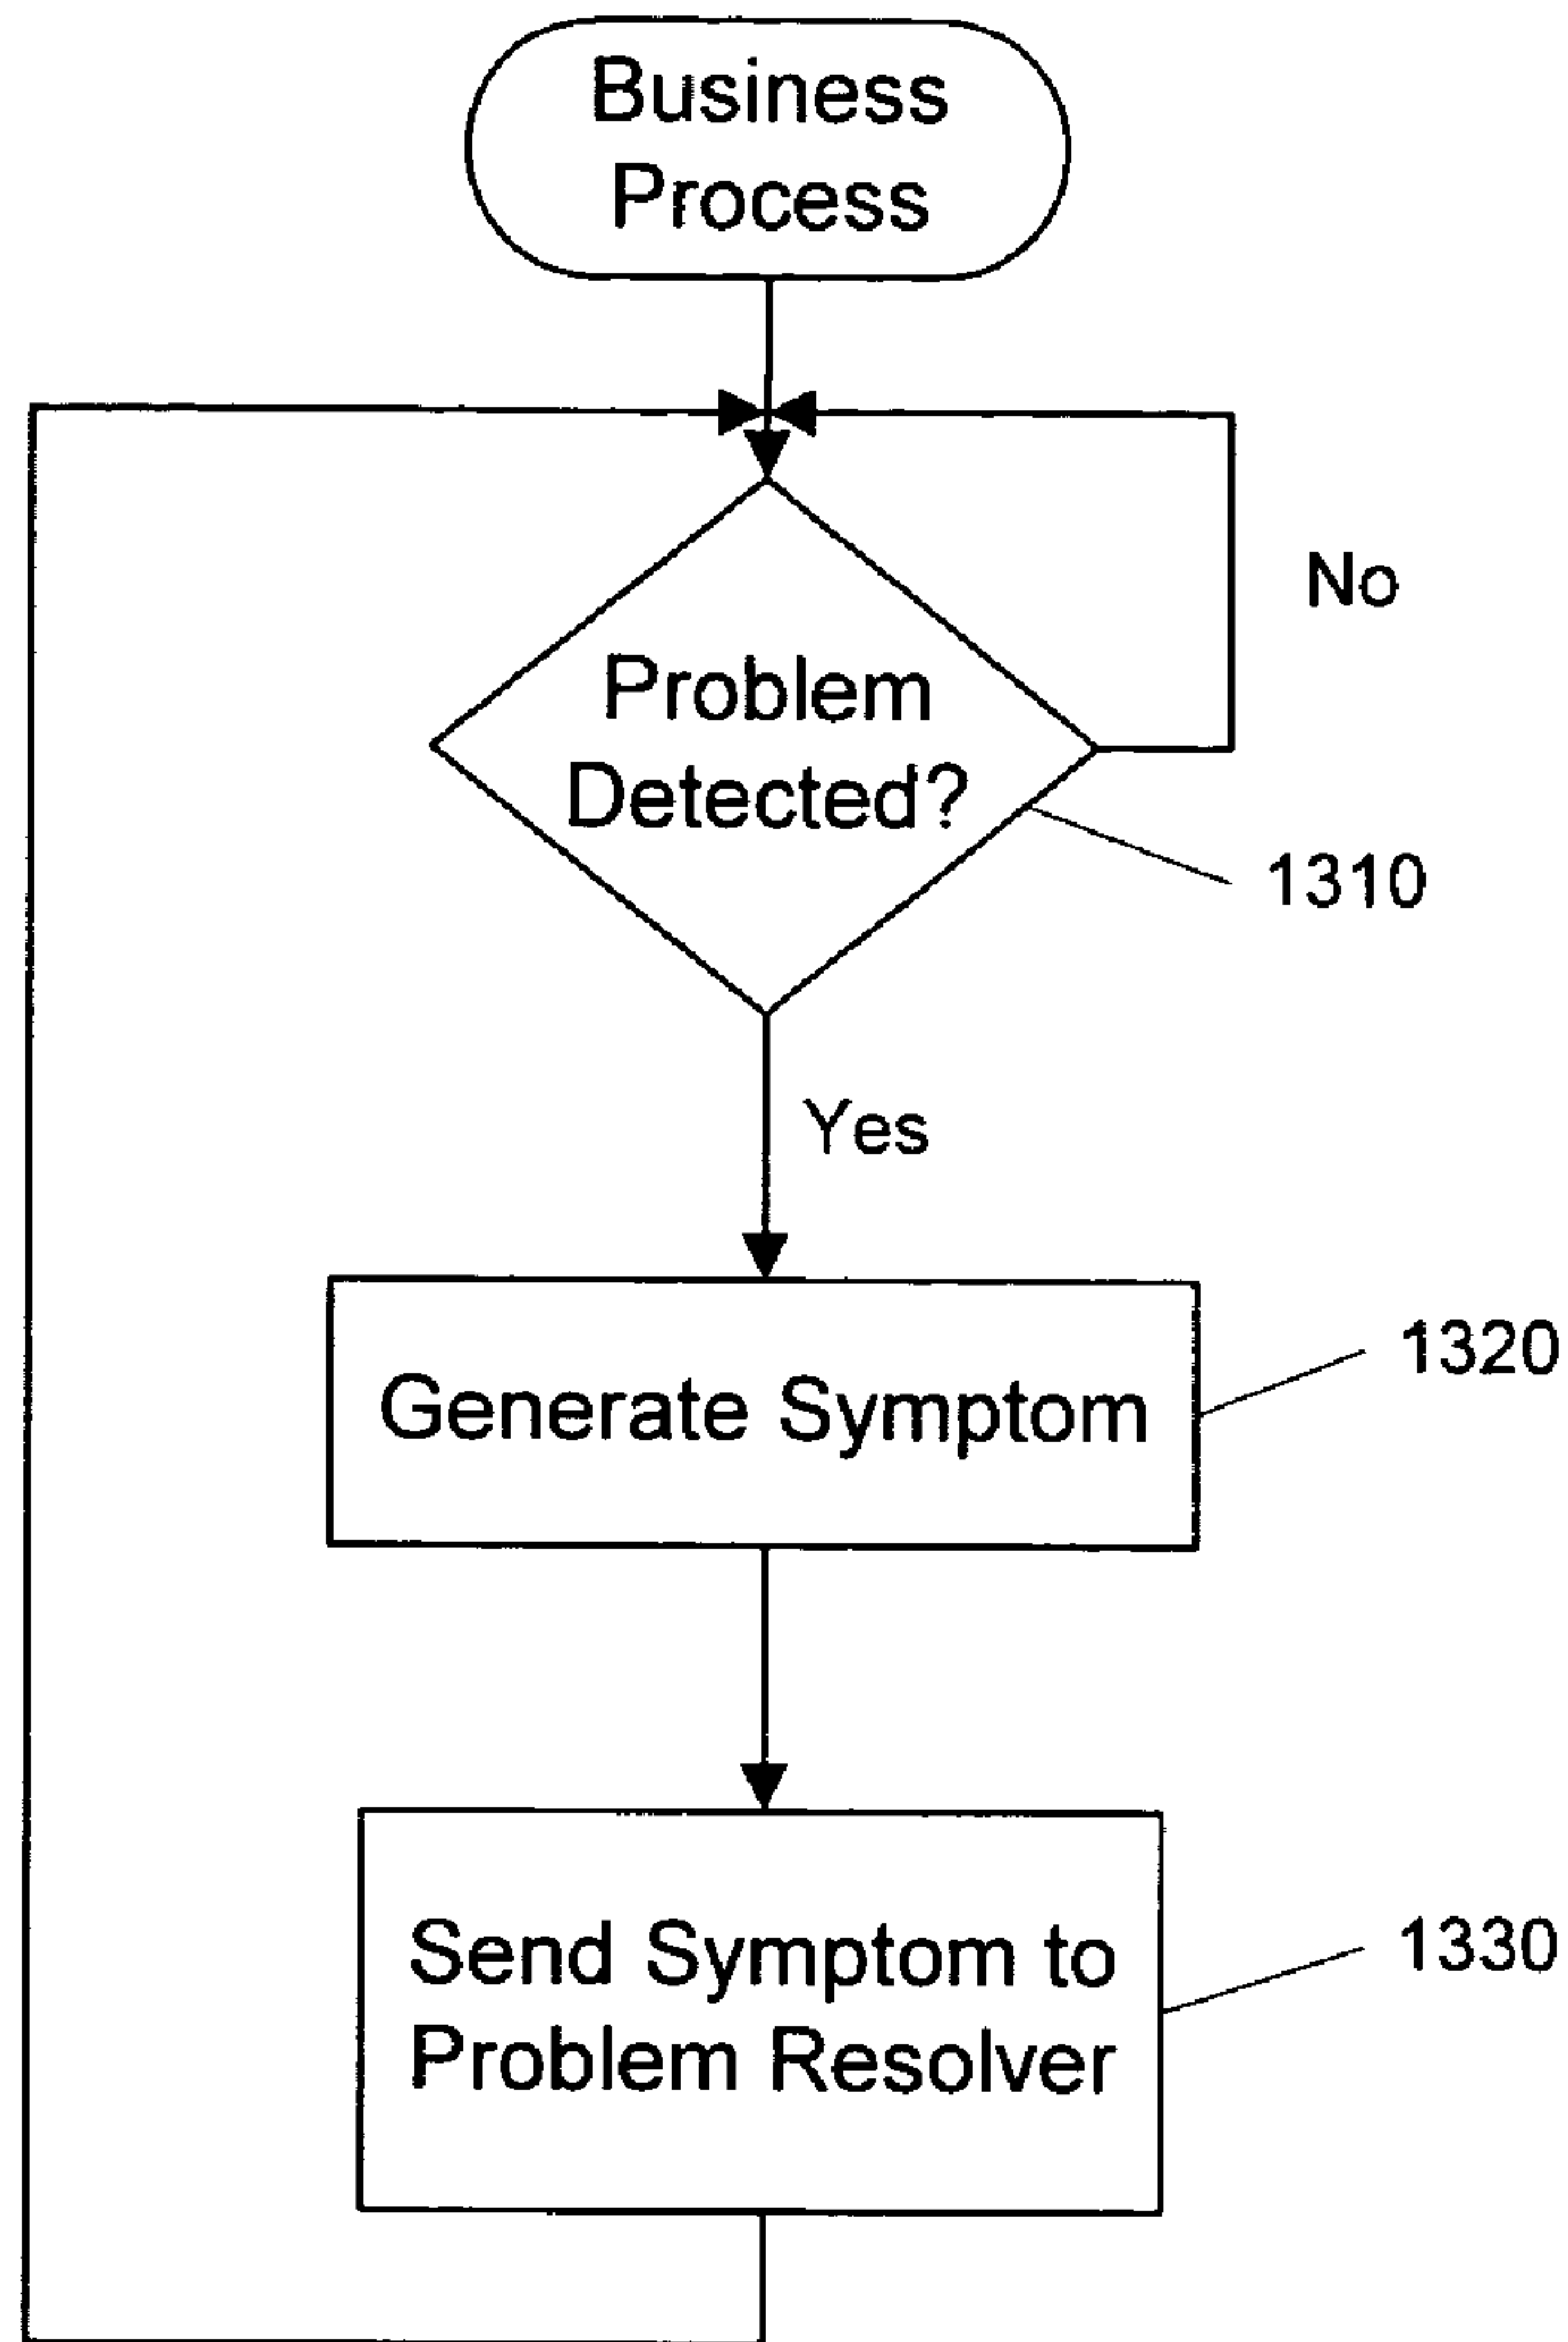 Business
Process
No
Problem
Detected?
1310
Yes
1320
Generate Symptom
1330
Send Symptom to
Problem Resolver